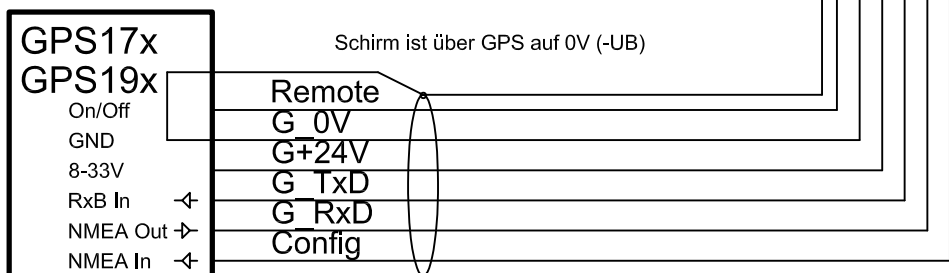 GPS17x
Schirm ist über GPS auf 0V (-UB)
GPS19x
Remote
On/Off
G_0V
GND
G+24V
8-33V
G_TxD
RxB In
G_RxD
NMEA Out
Config
NMEA In